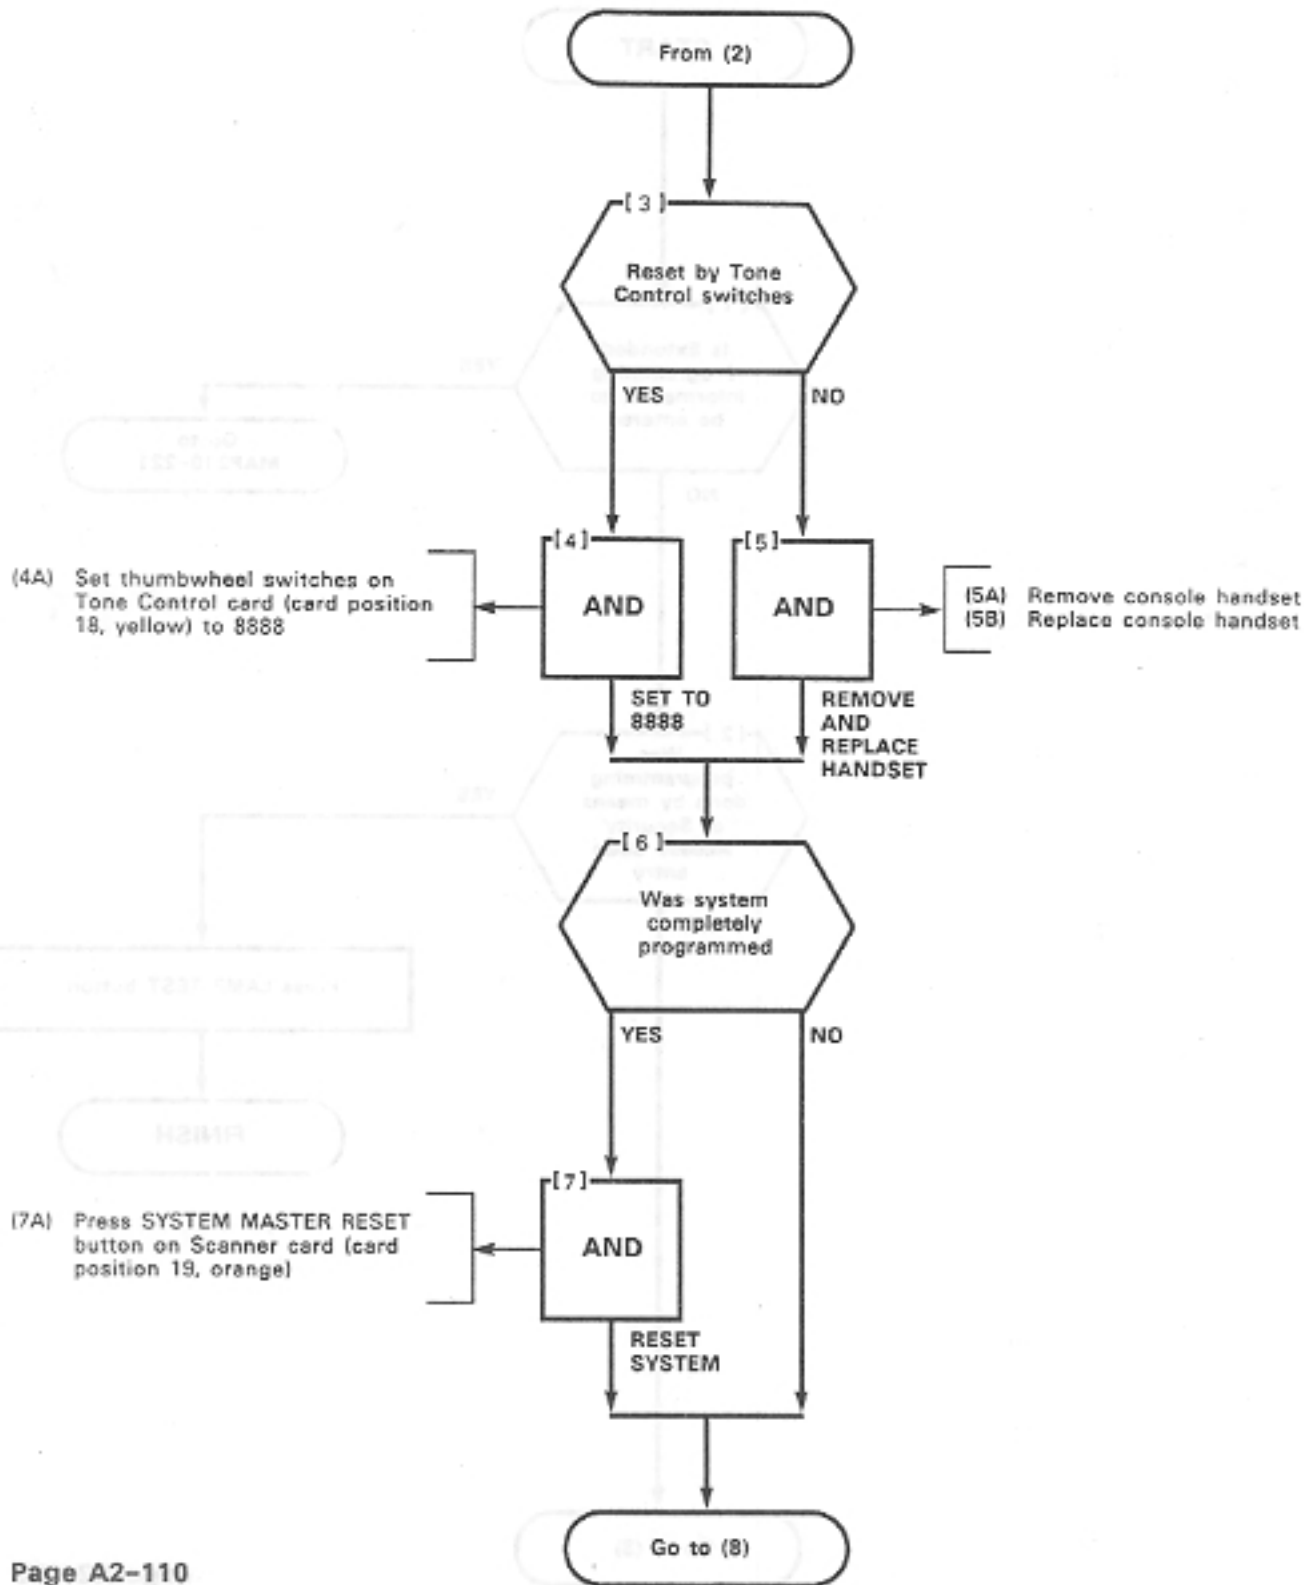 From (2)
[3]
Reset by Tone
Control switches
YES
NO
[4]
AND
[5]
AND
(4A) Set thumbwheel switches on
Tone Control card (card position
18, yellow) to 8888
(5A) Remove console handset
(5B) Replace console handset
SET TO
8888
REMOVE
AND
REPLACE
HANDSET
[6]
Was system
completely
programmed
YES
NO
[7]
AND
(7A) Press SYSTEM MASTER RESET
button on Scanner card (card
position 19, orange)
RESET
SYSTEM
Go to (8)
Page A2-110